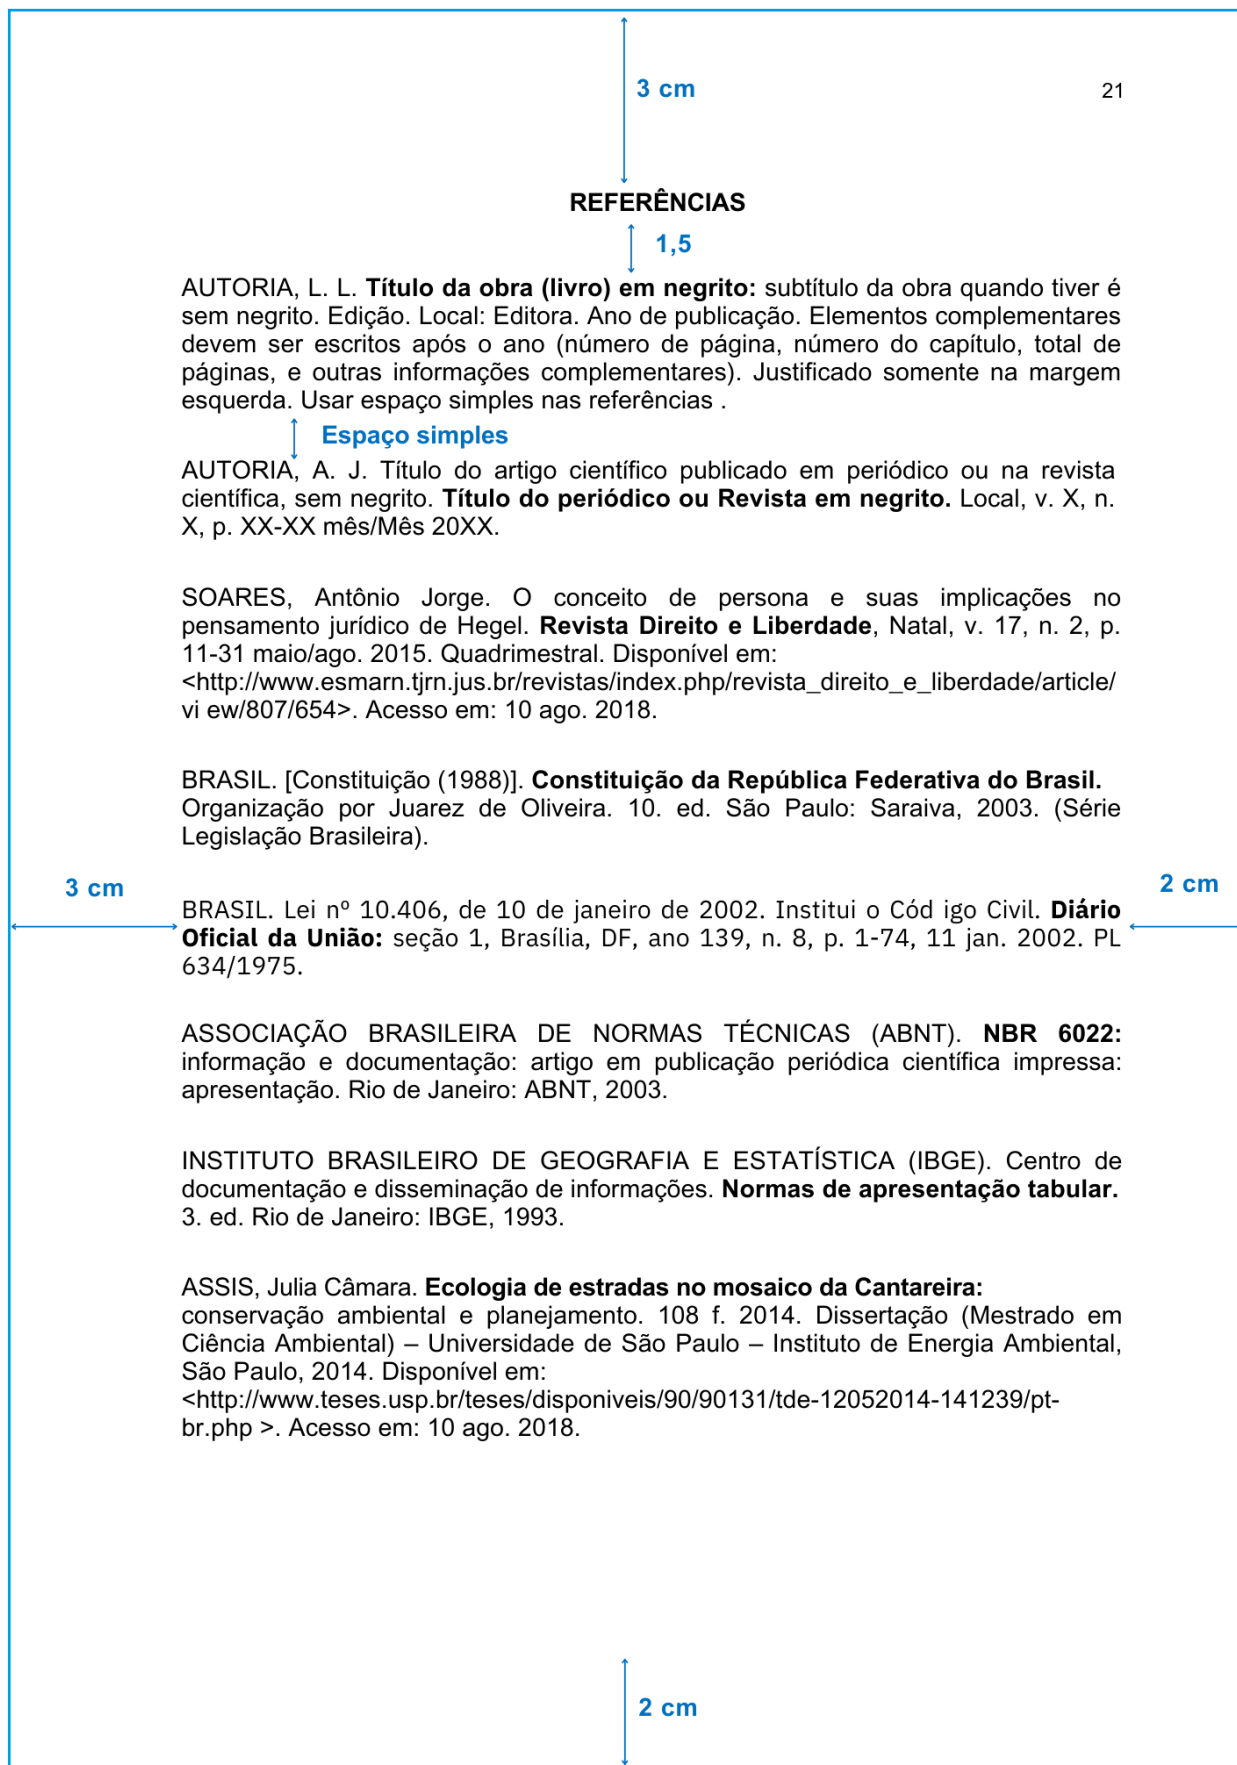 3 cm
21
REFERÊNCIAS
1,5
AUTORIA, L. L. Título da obra (livro) em negrito: subtítulo da obra quando tiver é
sem negrito. Edição. Local: Editora. Ano de publicação. Elementos complementares
devem ser escritos após o ano (número de página, número do capítulo, total de
páginas, e outras informações complementares). Justificado somente na margem
esquerda. Usar espaço simples nas referências .
Espaço simples
AUTORIA, A. J. Título do artigo científico publicado em periódico ou na revista
científica, sem negrito. Título do periódico ou Revista em negrito. Local, v. X, n.
X, p. XX-XX mês/Mês 20XX.
SOARES, Antônio Jorge. O conceito de persona e suas implicações no
pensamento jurídico de Hegel. Revista Direito e Liberdade, Natal, v. 17, n. 2, p.
11-31 maio/ago. 2015. Quadrimestral. Disponível em:
<http://www.esmarn.tjrn.jus.br/revistas/index.php/revista_direito_e_liberdade/article/
vi ew/807/654>. Acesso em: 10 ago. 2018.
BRASIL. [Constituição (1988)]. Constituição da República Federativa do Brasil.
Organização por Juarez de Oliveira. 10. ed. São Paulo: Saraiva, 2003. (Série
Legislação Brasileira).
3 cm
2 cm
BRASIL. Lei nº 10.406, de 10 de janeiro de 2002. Institui o Cód igo Civil. Diário
Oficial da União: seção 1, Brasília, DF, ano 139, n. 8, p. 1-74, 11 jan. 2002. PL
634/1975.
ASSOCIAÇÃO BRASILEIRA DE NORMAS TÉCNICAS (ABNT). NBR 6022:
informação e documentação: artigo em publicação periódica científica impressa:
apresentação. Rio de Janeiro: ABNT, 2003.
INSTITUTO BRASILEIRO DE GEOGRAFIA E ESTATÍSTICA (IBGE). Centro de
documentação e disseminação de informações. Normas de apresentação tabular.
3. ed. Rio de Janeiro: IBGE, 1993.
ASSIS, Julia Câmara. Ecologia de estradas no mosaico da Cantareira:
conservação ambiental e planejamento. 108 f. 2014. Dissertação (Mestrado em
Ciência Ambiental) – Universidade de São Paulo – Instituto de Energia Ambiental,
São Paulo, 2014. Disponível em:
<http://www.teses.usp.br/teses/disponiveis/90/90131/tde-12052014-141239/pt-
br.php >. Acesso em: 10 ago. 2018.
2 cm